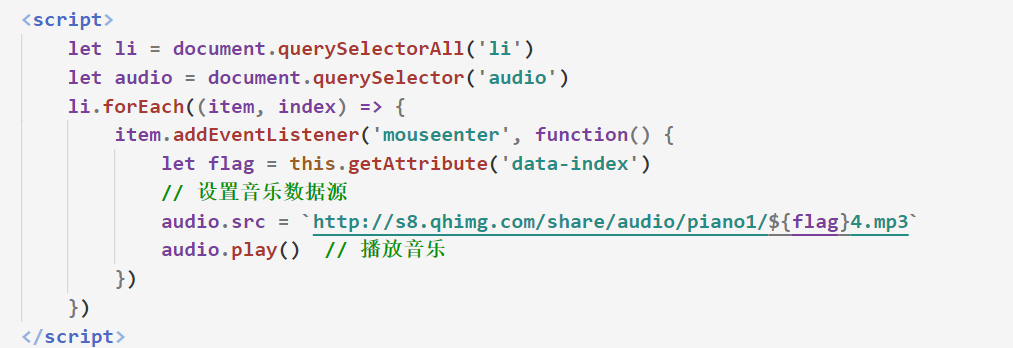 <script>
let li = document.querySelectorAll('li')
let audio = document.querySelector('audio')
li.forEach((item, index) => {
item.addEventListener('mouseenter', function() {
let flag = this.getAttribute('data-index')
// 设置音乐数据源
audio.src = `http://s8.qhimg.com/share/audio/piano1/${flag}4.mp3`
audio.play()  // 播放音乐
})
})
</script>